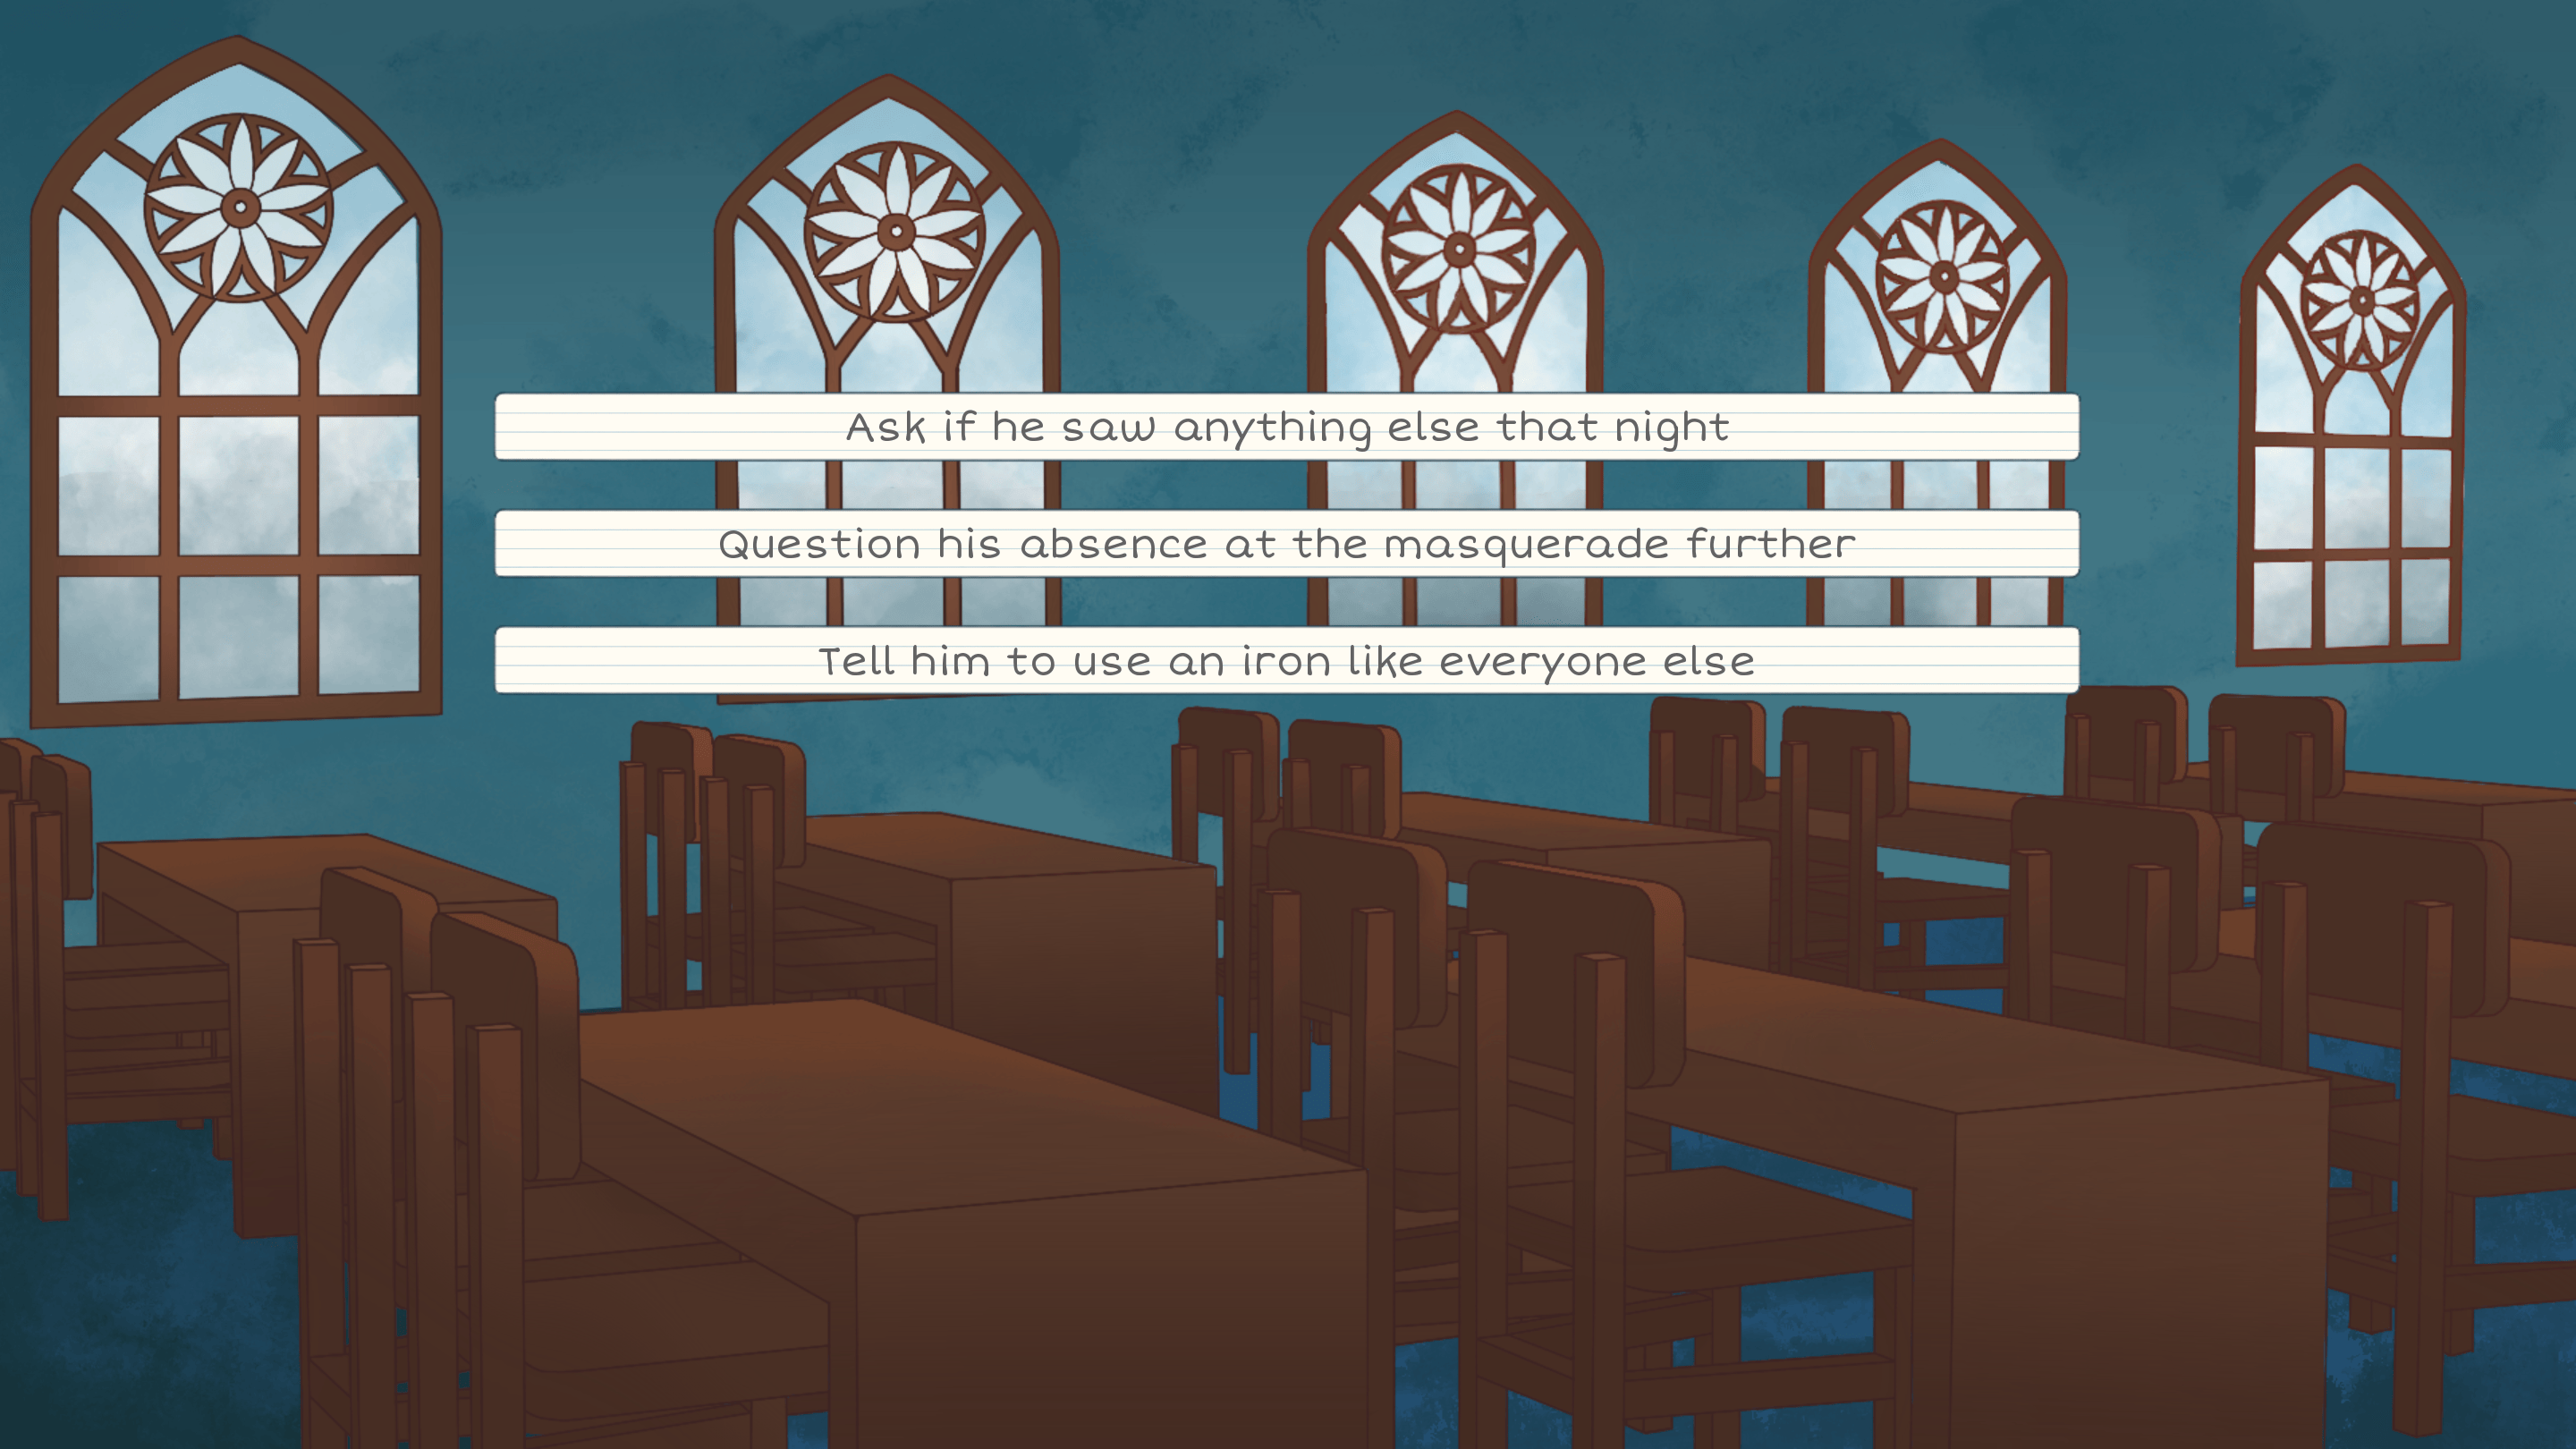 Ask if he saw anything else that night
Question his absence at the masquerade further
Tell him to use an iron like everyone else